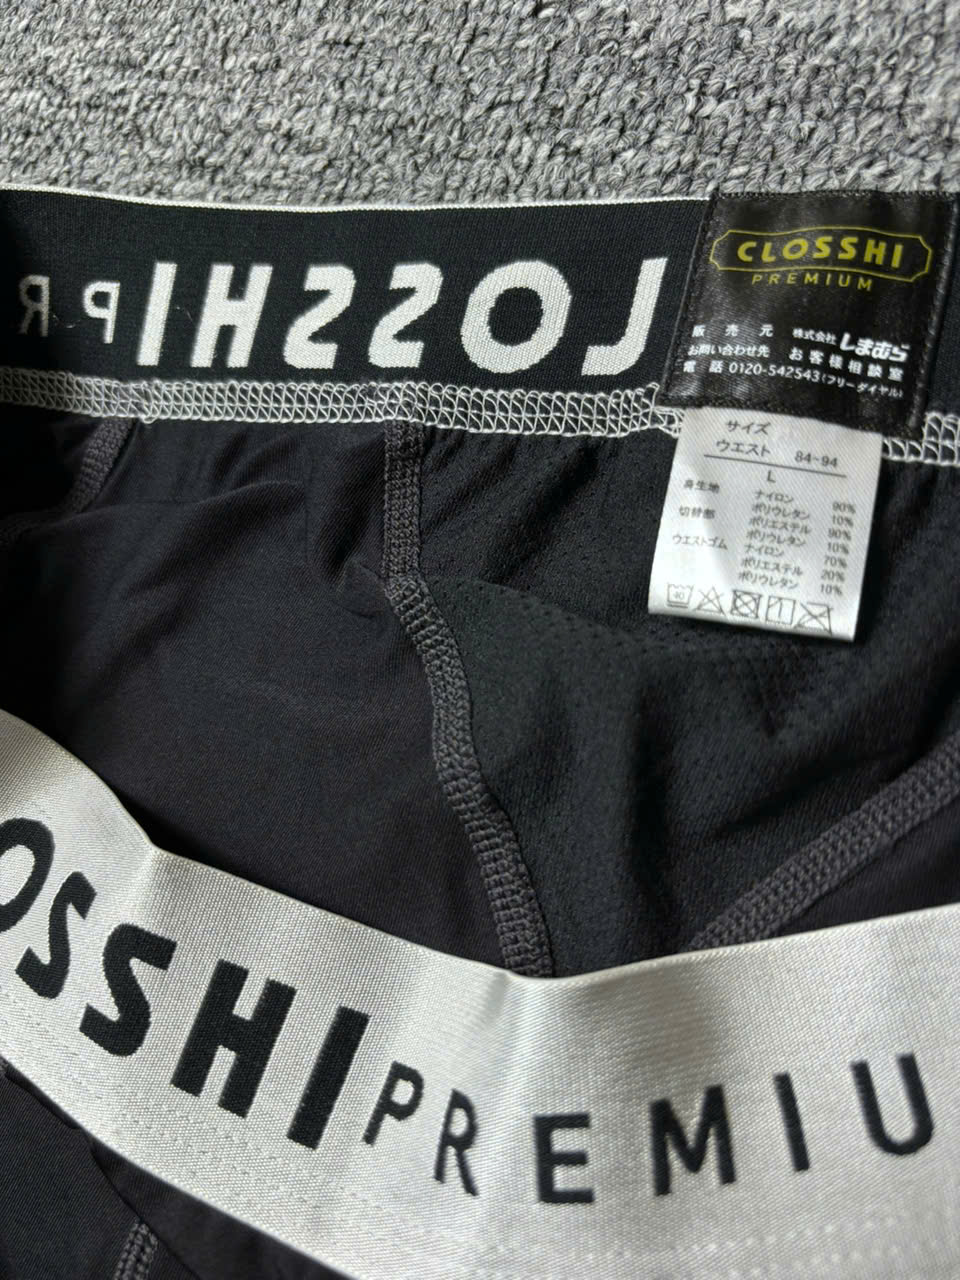 CLOSSHI
PREMIUM
販売元 株式会社しまむら
お問い合わせ先 お客様相談室
電話 0120-542543(フリーダイヤル)
LOSSHI PR
サイズ
ウエスト 84~94
L
身生地 ナイロン 90%
ポリウレタン 10%
切替部 ポリエステル 90%
ポリウレタン 10%
ウエストゴム ナイロン 70%
ポリエステル 20%
ポリウレタン 10%
40
OSSHI PREMIU